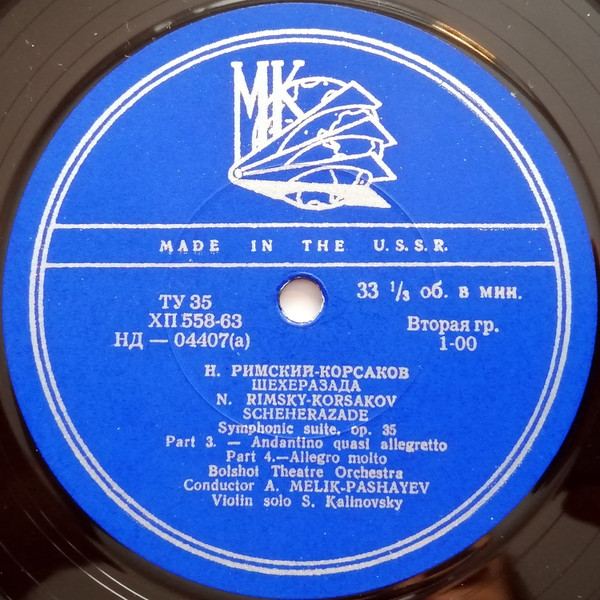 МК
MADE IN THE U.S.S.R.
ТУ 35
ХП 558-63
НД — 04407(а)
33 ⅓ об. в мин.
Вторая гр.
1-00
Н. РИМСКИЙ-КОРСАКОВ
ШЕХЕРАЗАДА
N. RIMSKY-KORSAKOV
SCHEHERAZADE
Symphonic suite, op. 35
Part 3. — Andantino quasi allegretto
Part 4.—Allegro molto
Bolshoi Theatre Orchestra
Conductor A. MELIK-PASHAYEV
Violin solo S. Kalinovsky